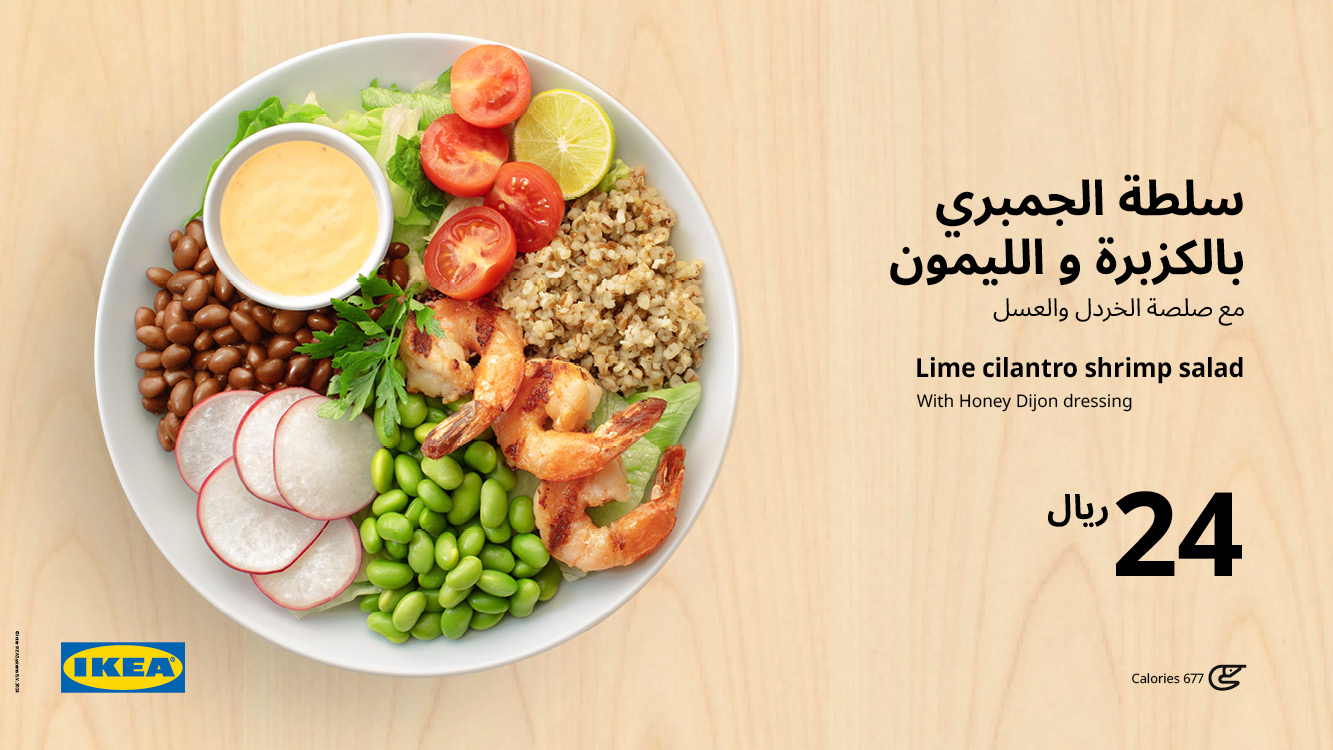 سلطة الجمبري
بالكزبرة و الليمون
مع صلصة الخردل والعسل
Lime cilantro shrimp salad
With Honey Dijon dressing
24 ريال
Calories 677
IKEA®